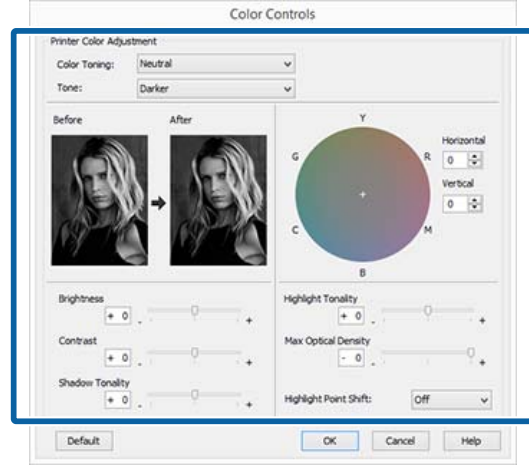 Color Controls
Printer Color Adjustment
Color Toning: Neutral
Tone: Darker
Before After
Y
G R
C M
B
Horizontal
0
Vertical
0
Brightness
+ 0 - +
Contrast
+ 0 - +
Shadow Tonality
+ 0 - +
Highlight Tonality
+ 0 - +
Max Optical Density
- 0 - +
Highlight Point Shift: Off
Default OK Cancel Help